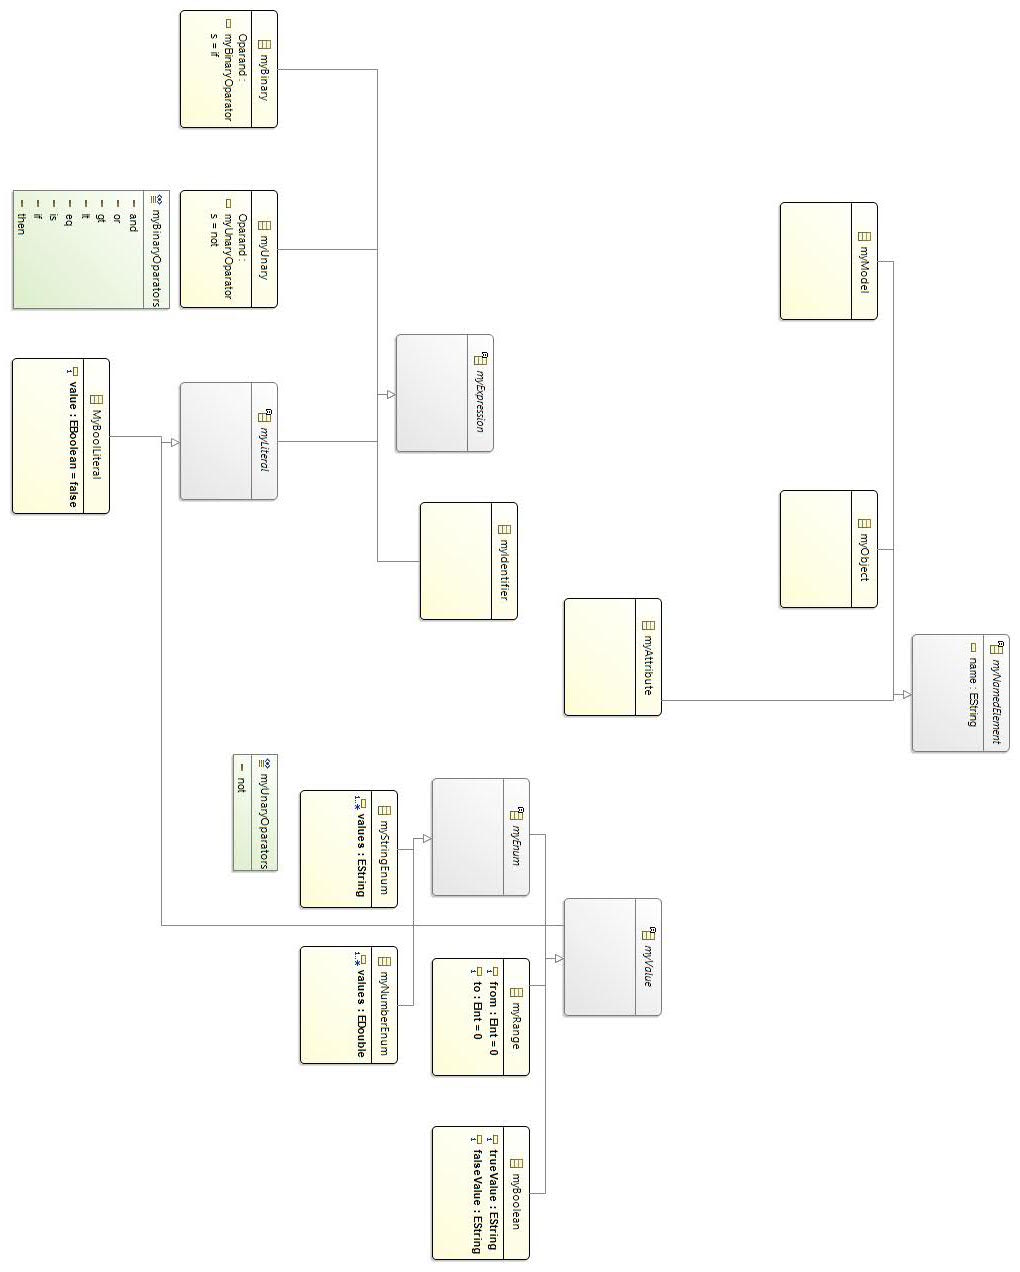 myNamedElement
name : EString
myModel
myObject
myAttribute
myValue
myEnum
myRange
1 from : EInt = 0
1 to : EInt = 0
myBoolean
1 trueValue : EString
1 falseValue : EString
myIdentifier
myExpression
myStringEnum
1..* values : EString
myNumberEnum
1..* values : EDouble
myBinary
Oparand :
myBinaryOparator
s = if
myUnary
Oparand :
myUnaryOparator
s = not
myLiteral
myUnaryOparators
not
myBinaryOparators
and
or
gt
lt
eq
is
if
then
MyBoolLiteral
1 value : EBoolean = false